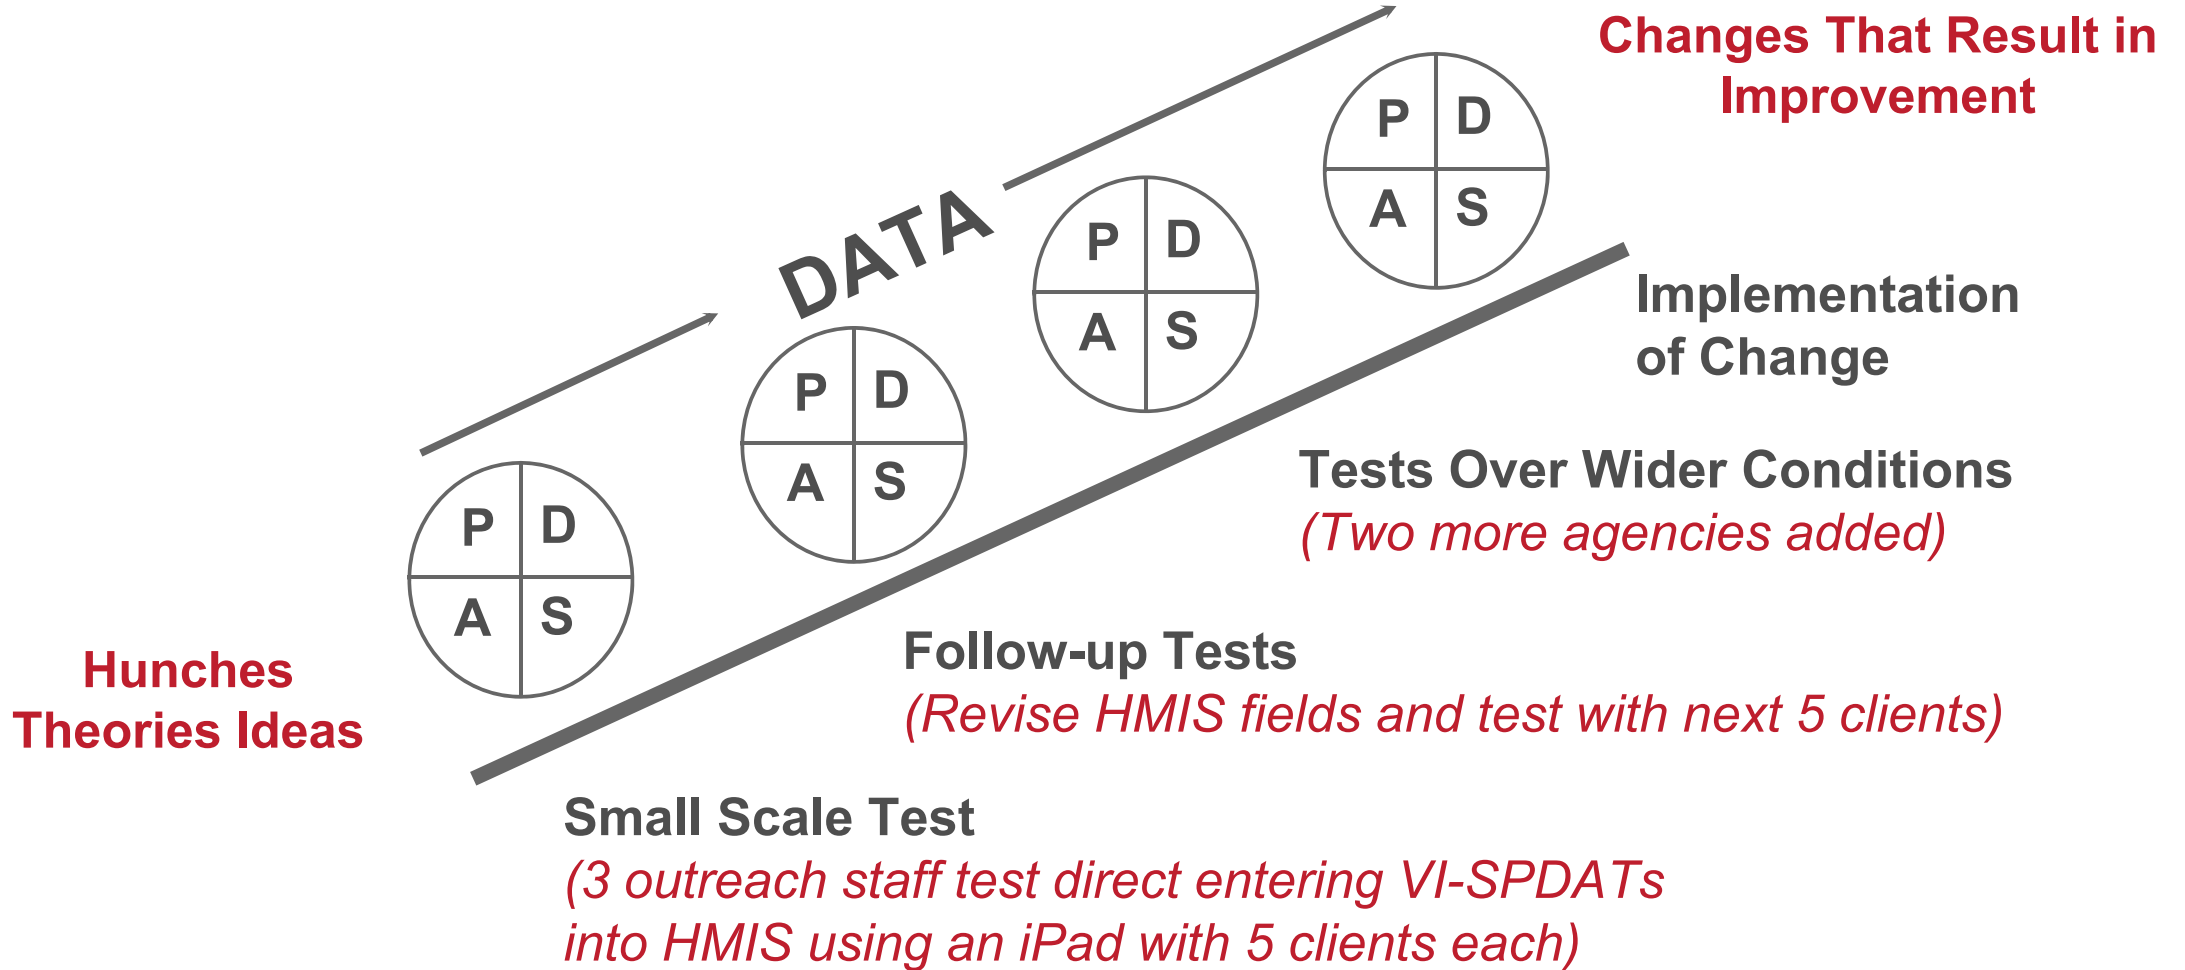 Changes That Result in
Improvement
P D
A S
DATA
P D
A S
Implementation
of Change
P D
A S
Tests Over Wider Conditions
(Two more agencies added)
P D
A S
Follow-up Tests
(Revise HMIS fields and test with next 5 clients)
Hunches
Theories Ideas
Small Scale Test
(3 outreach staff test direct entering VI-SPDATs
into HMIS using an iPad with 5 clients each)